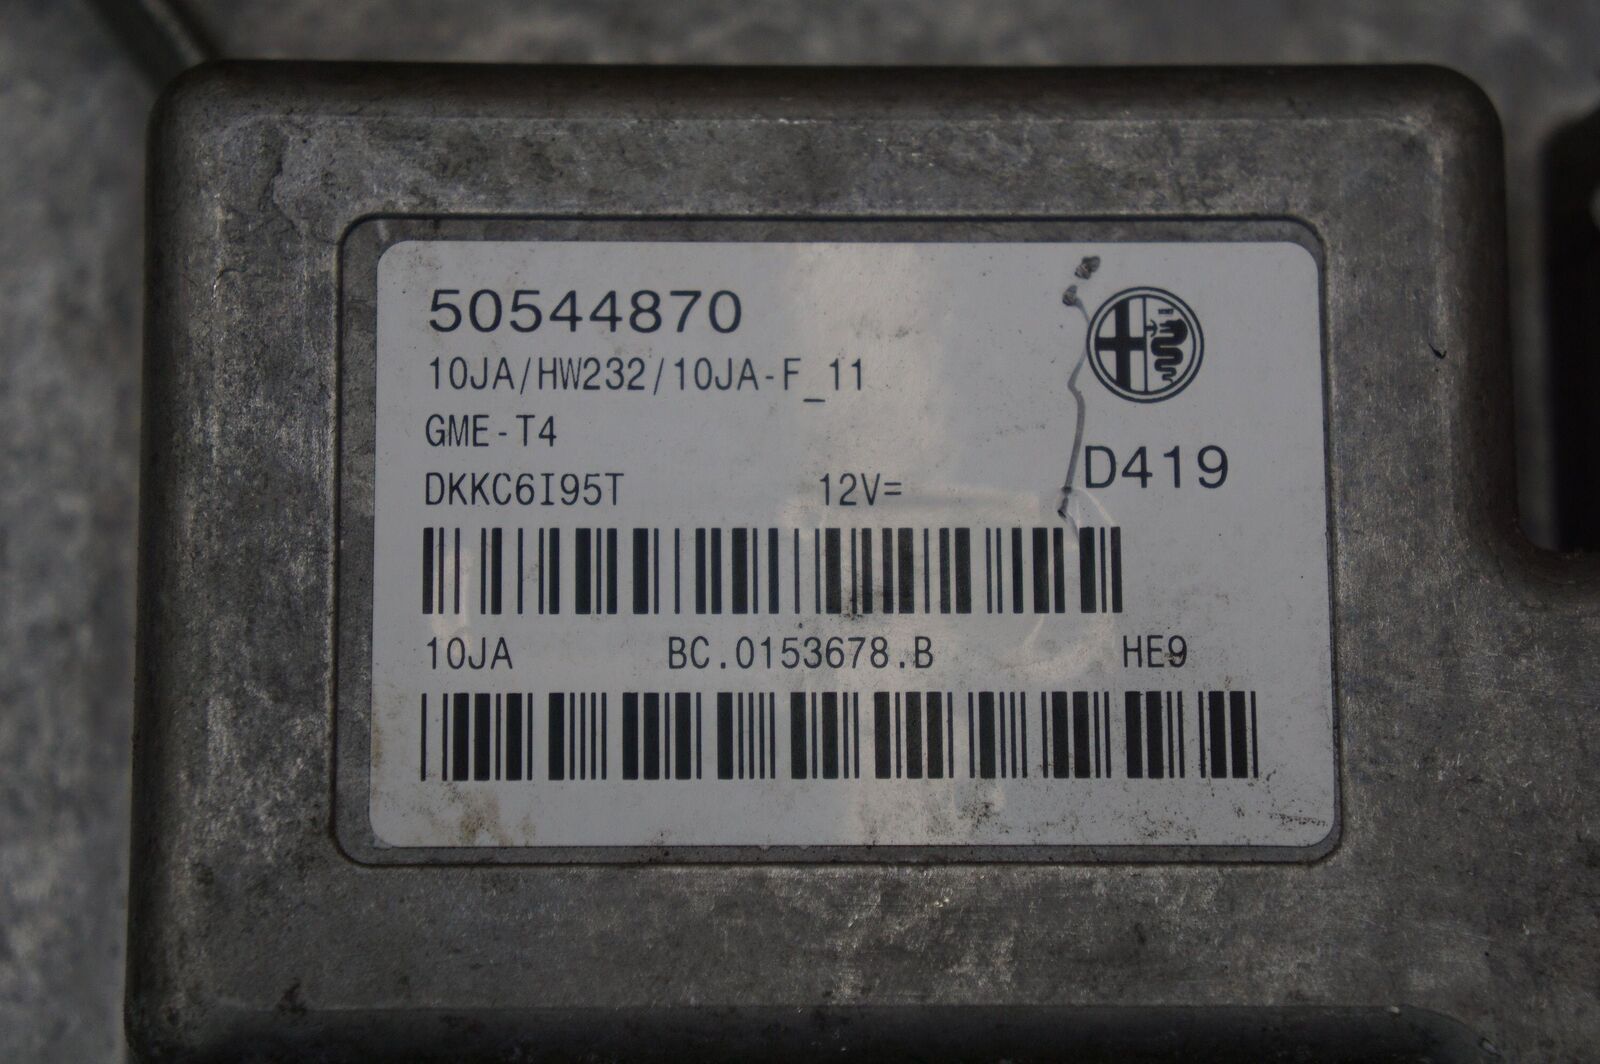 50544870
10JA/HW232/10JA-F_11
GME-T4
DKKC6I95T 12V= D419
10JA BC.0153678.B HE9